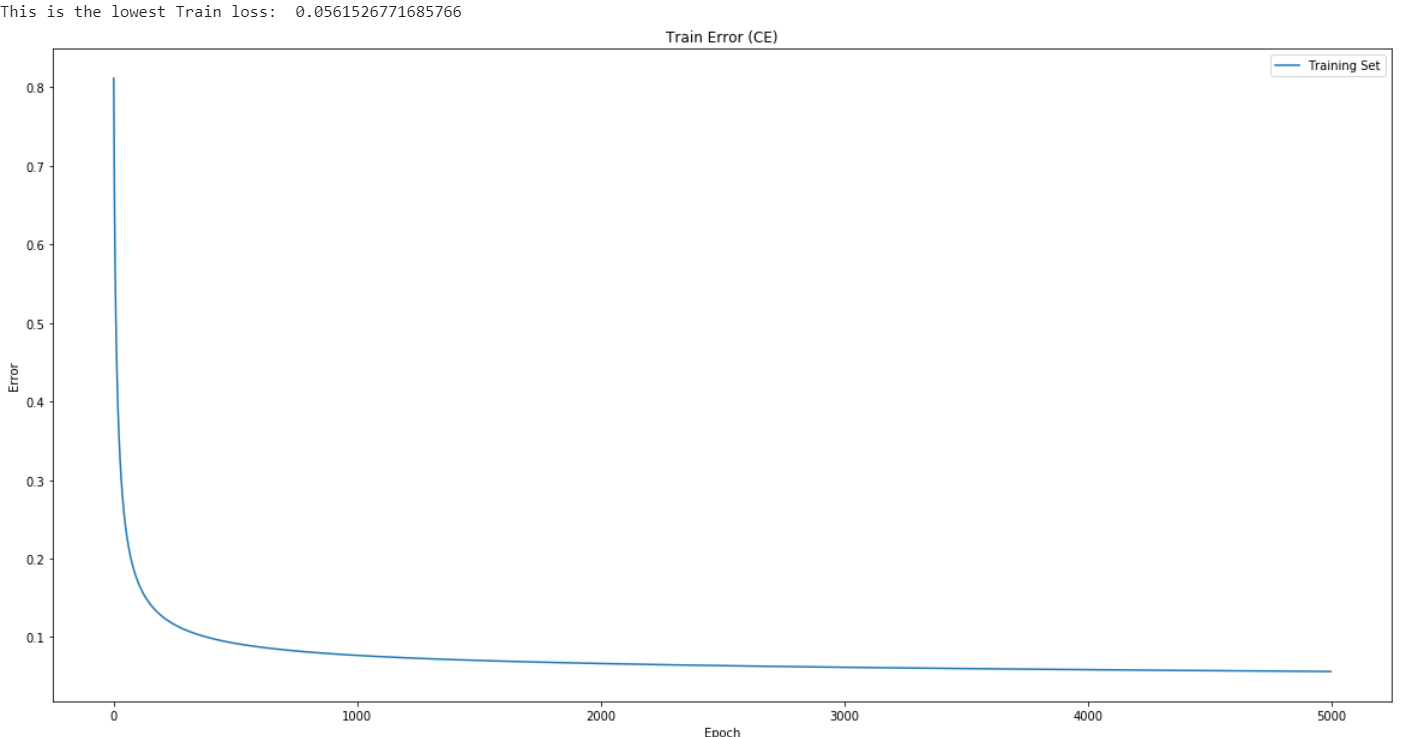 This is the lowest Train loss:  0.0561526771685766
Train Error (CE)
Training Set
0.8
0.7
0.6
0.5
0.4
0.3
0.2
0.1
Error
0 1000 2000 3000 4000 5000
Epoch